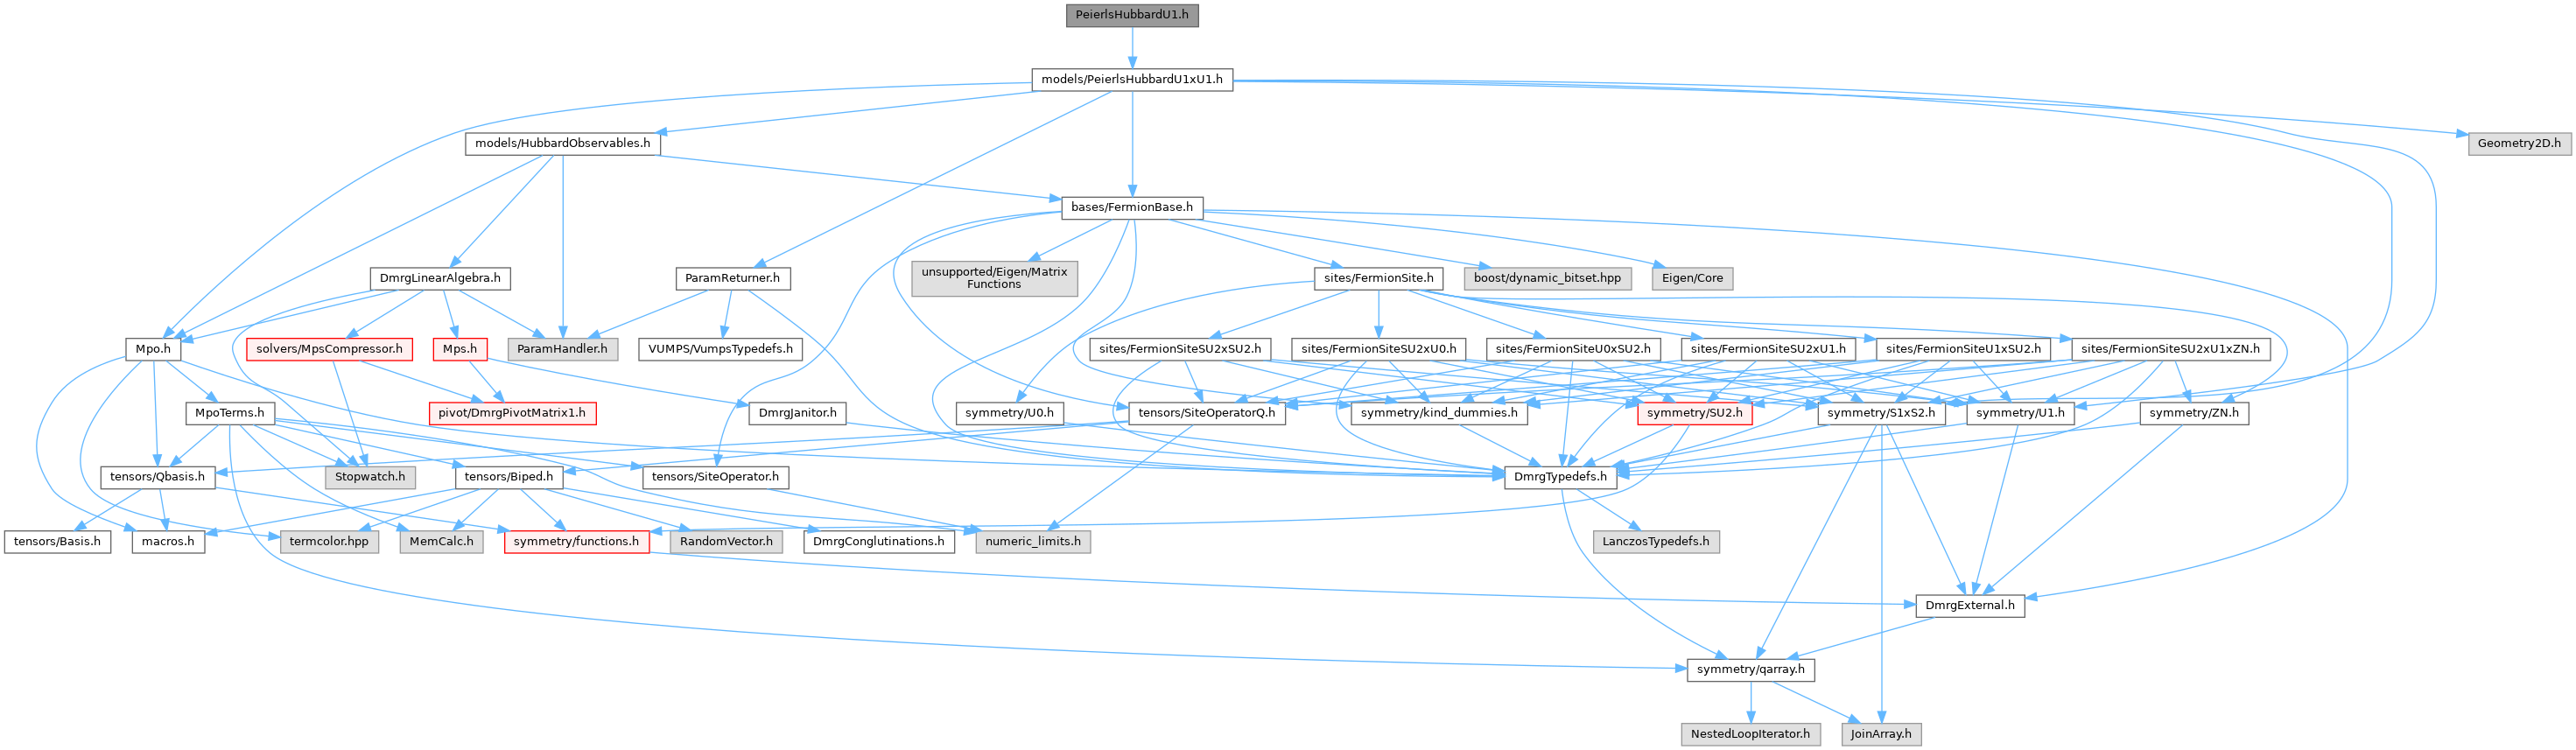 PeierlsHubbardU1.h
models/PeierlsHubbardU1xU1.h
models/HubbardObservables.h
Geometry2D.h
bases/FermionBase.h
DmrgLinearAlgebra.h
ParamReturner.h
unsupported/Eigen/Matrix
Functions
sites/FermionSite.h
boost/dynamic_bitset.hpp
Eigen/Core
Mpo.h
solvers/MpsCompressor.h
Mps.h
ParamHandler.h
VUMPS/VumpsTypedefs.h
sites/FermionSiteSU2xSU2.h
sites/FermionSiteSU2xU0.h
sites/FermionSiteU0xSU2.h
sites/FermionSiteSU2xU1.h
sites/FermionSiteU1xSU2.h
sites/FermionSiteSU2xU1xZN.h
MpoTerms.h
pivot/DmrgPivotMatrix1.h
DmrgJanitor.h
symmetry/U0.h
tensors/SiteOperatorQ.h
symmetry/kind_dummies.h
symmetry/SU2.h
symmetry/S1xS2.h
symmetry/U1.h
symmetry/ZN.h
tensors/Qbasis.h
Stopwatch.h
tensors/Biped.h
tensors/SiteOperator.h
DmrgTypedefs.h
tensors/Basis.h
macros.h
termcolor.hpp
MemCalc.h
symmetry/functions.h
RandomVector.h
DmrgConglutinations.h
numeric_limits.h
LanczosTypedefs.h
DmrgExternal.h
symmetry/qarray.h
NestedLoopIterator.h
JoinArray.h